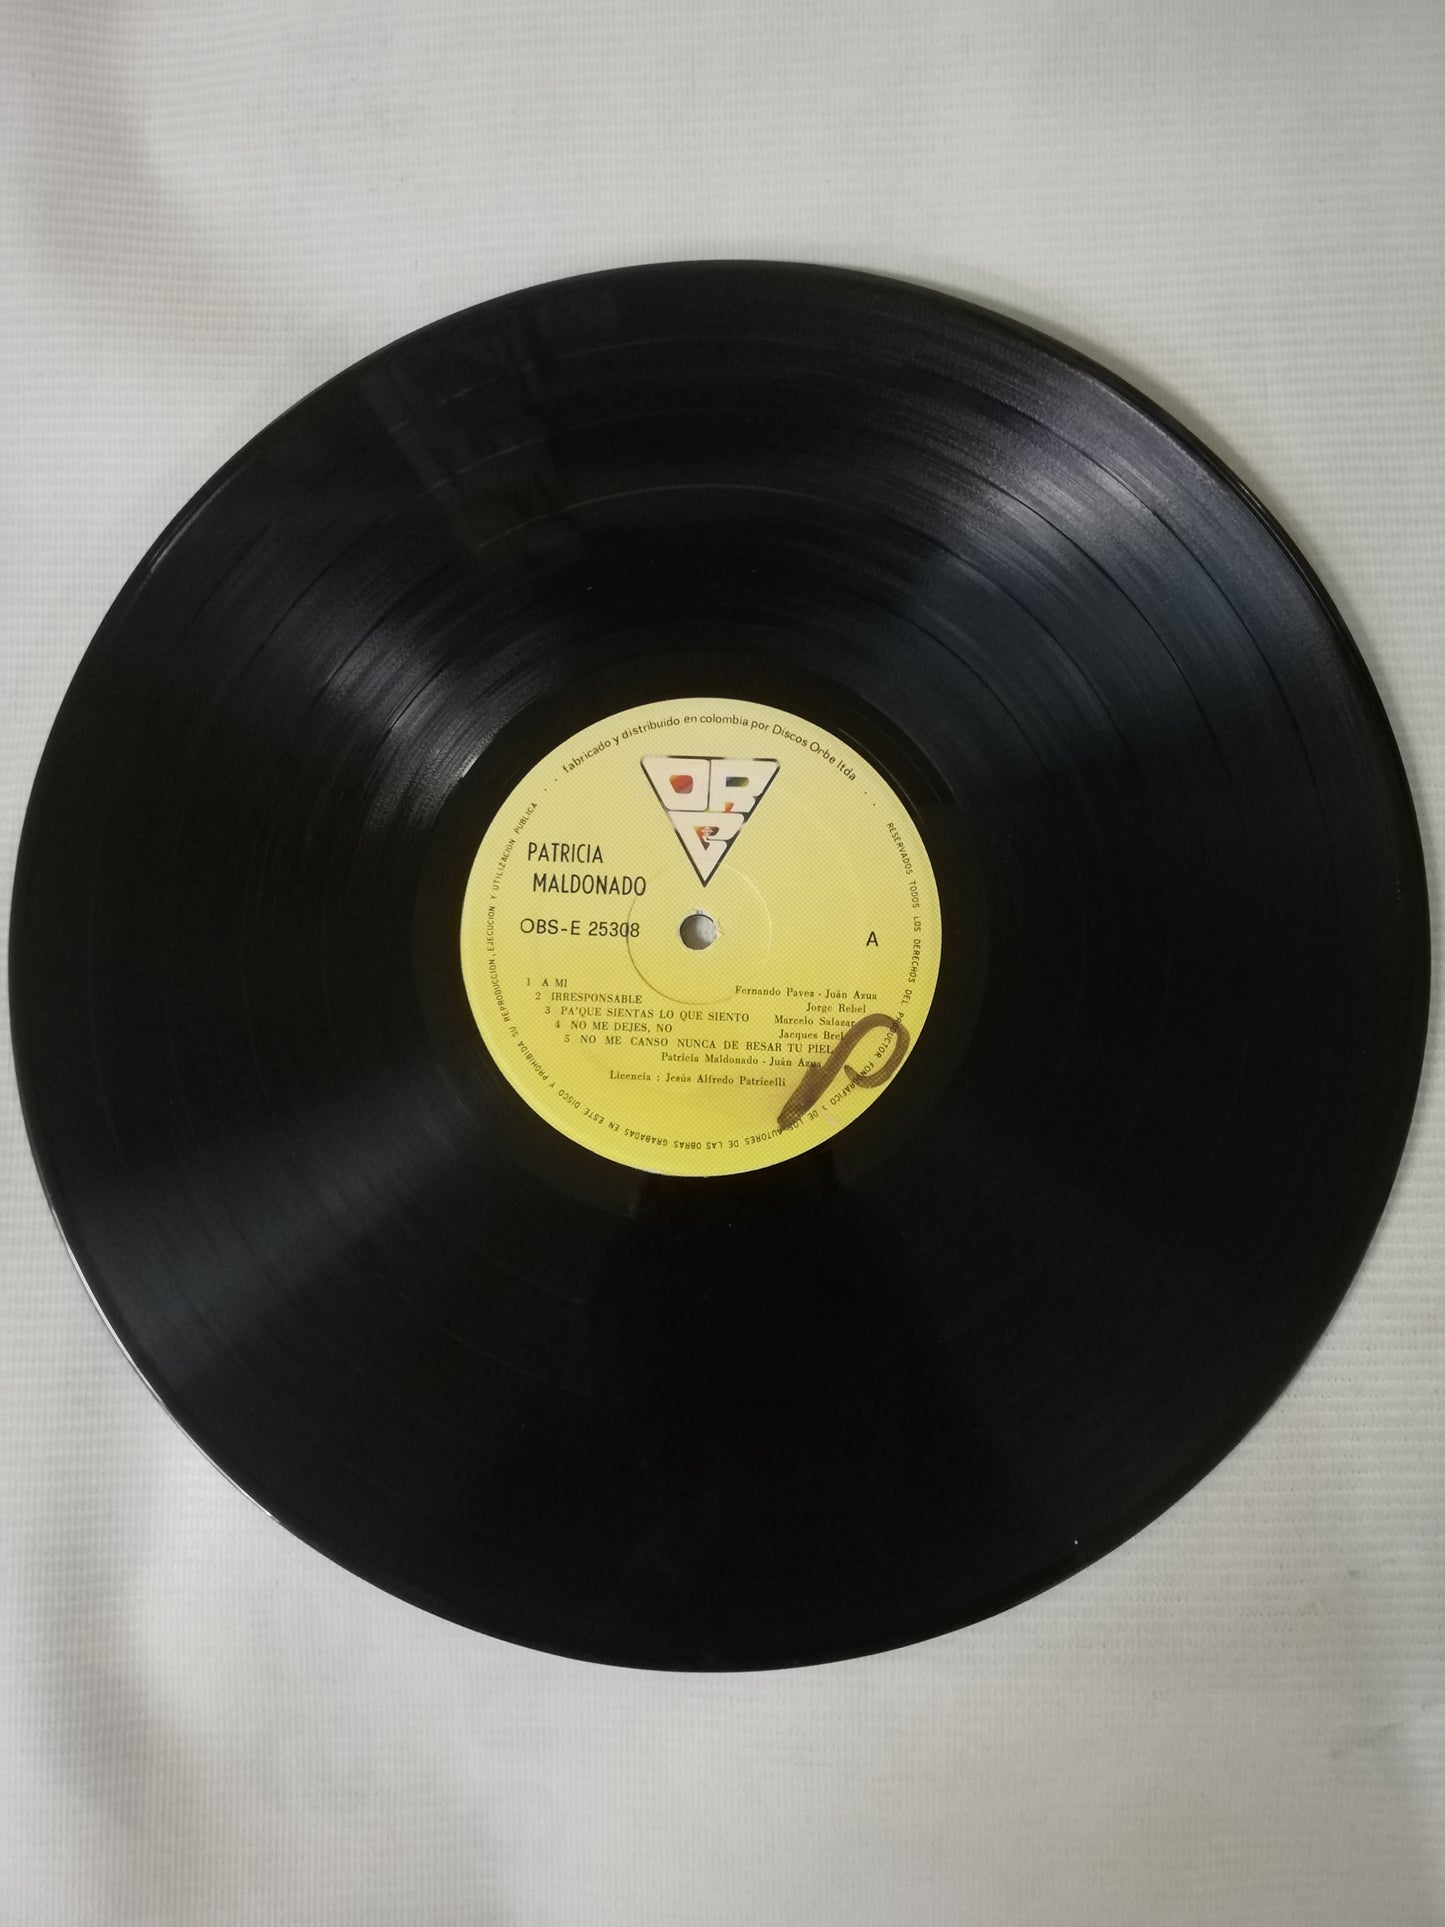 fabricado y distribuido en colombia por Discos Orbe ltda
ORBE
PATRICIA
MALDONADO
OBS-E 25308
A
1 A MI Fernando Pavez - Juán Azua
2 IRRESPONSABLE Jorge Rebel
3 PA'QUE SIENTAS LO QUE SIENTO Marcelo Salazar
4 NO ME DEJES, NO Jacques Brel
5 NO ME CANSO NUNCA DE BESAR TU PIEL
Patricia Maldonado - Juán Azua
Licencia : Jesús Alfredo Patricelli
RESERVADOS TODOS LOS DERECHOS DEL PRODUCTOR FONOGRAFICO Y DE LOS AUTORES DE LAS OBRAS GRABADAS EN ESTE DISCO Y PROHIBIDA SU REPRODUCCION, EJECUCION Y UTILIZACION PUBLICA
P